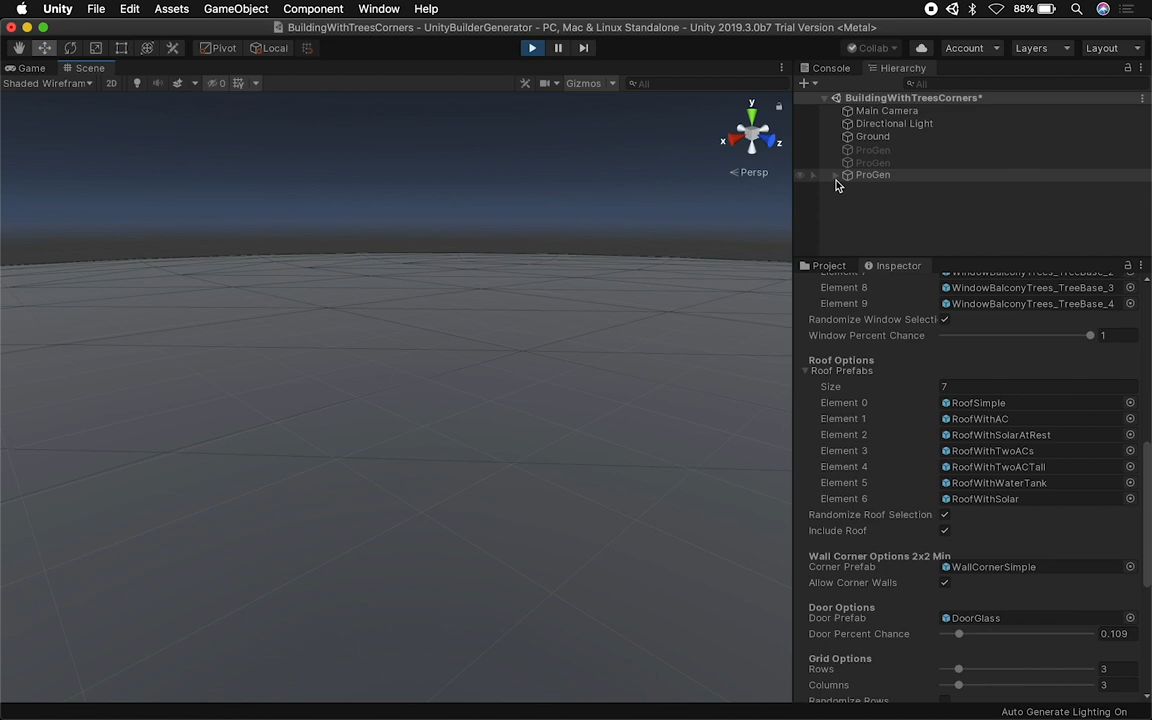 Unity File Edit Assets GameObject Component Window Help 88%
BuildingWithTreesCorners - UnityBuilderGenerator - PC, Mac & Linux Standalone - Unity 2019.3.0b7 Trial Version <Metal>
Pivot Local Collab Account Layers Layout
Game Scene Console Hierarchy
Shaded Wirefram 2D 0 Gizmos All All
BuildingWithTreesCorners*
Main Camera
Directional Light
Ground
ProGen
ProGen
ProGen
y
x z
Persp
Project Inspector
Element 8 WindowBalconyTrees_TreeBase_3
Element 9 WindowBalconyTrees_TreeBase_4
Randomize Window Selecti
Window Percent Chance 1
Roof Options
Roof Prefabs
Size 7
Element 0 RoofSimple
Element 1 RoofWithAC
Element 2 RoofWithSolarAtRest
Element 3 RoofWithTwoACs
Element 4 RoofWithTwoACTall
Element 5 RoofWithWaterTank
Element 6 RoofWithSolar
Randomize Roof Selection
Include Roof
Wall Corner Options 2x2 Min
Corner Prefab WallCornerSimple
Allow Corner Walls
Door Options
Door Prefab DoorGlass
Door Percent Chance 0.109
Grid Options
Rows 3
Columns 3
Randomize Rows
Auto Generate Lighting On